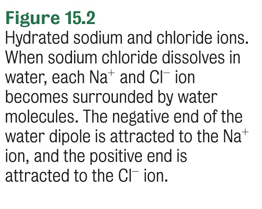 Figure 15.2
Hydrated sodium and chloride ions.
When sodium chloride dissolves in
water, each Na⁺ and Cl⁻ ion
becomes surrounded by water
molecules. The negative end of the
water dipole is attracted to the Na⁺
ion, and the positive end is
attracted to the Cl⁻ ion.